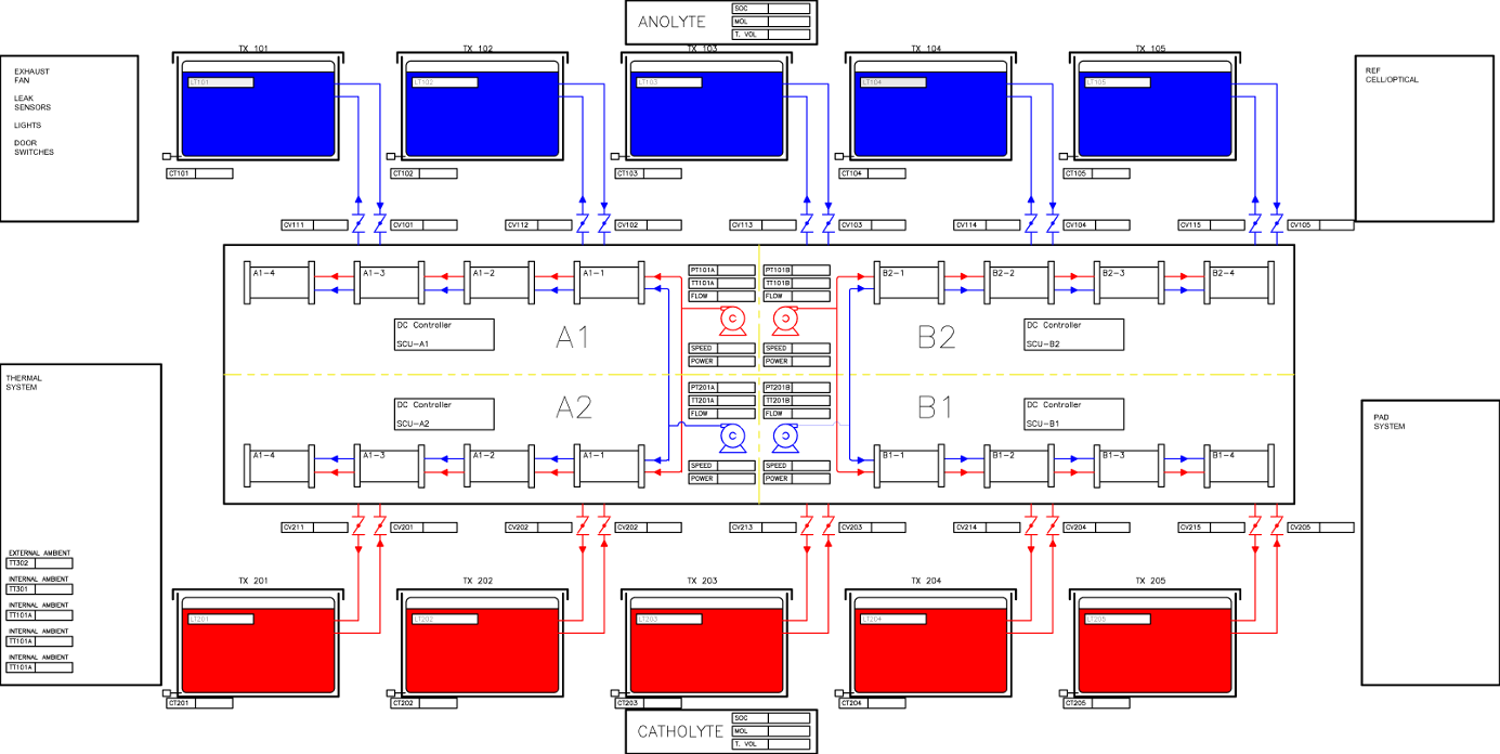 ANOLYTE
SOC
MOL
T. VOL
TX 101
TX 102
TX 103
TX 104
TX 105
EXHAUST
FAN
LEAK
SENSORS
LIGHTS
DOOR
SWITCHES
REF
CELL/OPTICAL
LT101
LT102
LT103
LT104
LT105
CT101
CT102
CT103
CT104
CT105
CV111
CV101
CV112
CV102
CV113
CV103
CV114
CV104
CV115
CV105
A1-4
A1-3
A1-2
A1-1
PT101A
TT101A
FLOW
PT101B
TT101B
FLOW
B2-1
B2-2
B2-3
B2-4
DC Controller
SCU-A1
A1
SPEED
POWER
SPEED
POWER
B2
DC Controller
SCU-B2
THERMAL
SYSTEM
DC Controller
SCU-A2
A2
PT201A
TT201A
FLOW
PT201B
TT201B
FLOW
B1
DC Controller
SCU-B1
PAD
SYSTEM
A1-4
A1-3
A1-2
A1-1
SPEED
POWER
SPEED
POWER
B1-1
B1-2
B1-3
B1-4
CV211
CV201
CV202
CV202
CV213
CV203
CV214
CV204
CV215
CV205
EXTERNAL AMBIENT
TT302
INTERNAL AMBIENT
TT301
INTERNAL AMBIENT
TT101A
INTERNAL AMBIENT
TT101A
INTERNAL AMBIENT
TT101A
TX 201
TX 202
TX 203
TX 204
TX 205
LT201
LT202
LT203
LT204
LT205
CT201
CT202
CT203
CT204
CT205
CATHOLYTE
SOC
MOL
T. VOL